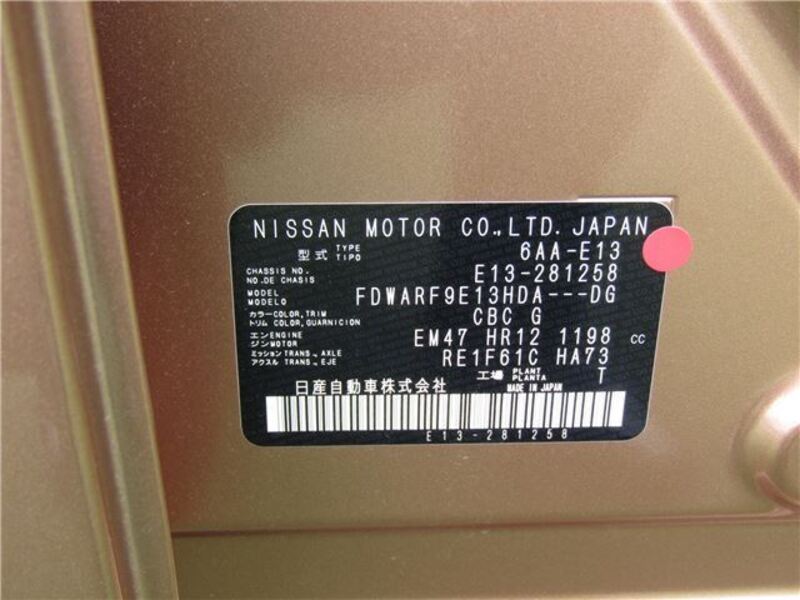 NISSAN MOTOR CO.,LTD. JAPAN
型式 TYPE TIPO 6AA-E13
CHASSIS NO. NO.DE CHASSIS E13-281258
MODEL MODELO FDWARF9E13HDA---DG
カラー COLOR,TRIM トリム COLOR,GUARNICION CBC G
エンジン ENGINE MOTOR EM47 HR12 1198 cc
ミッション TRANS., AXLE アクスル TRANS., EJE RE1F61C HA73
工場 PLANT PLANTA T
日産自動車株式会社 MADE IN JAPAN
E13-281258